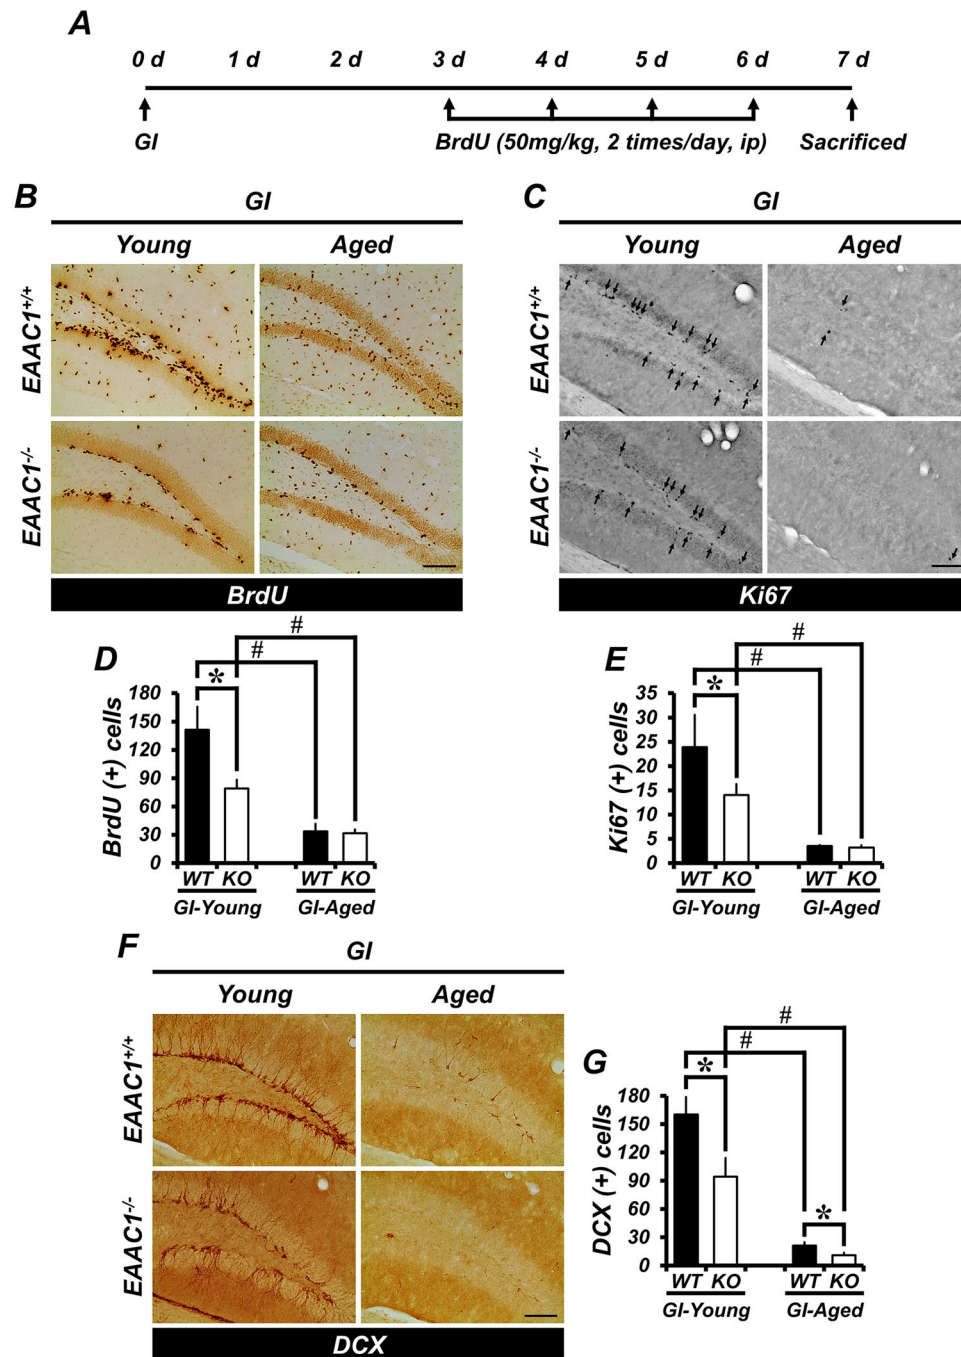 A
0 d 1 d 2 d 3 d 4 d 5 d 6 d 7 d
GI BrdU (50mg/kg, 2 times/day, ip) Sacrificed
B
GI
Young Aged
EAAC1+/+
EAAC1-/-
BrdU
C
GI
Young Aged
EAAC1+/+
EAAC1-/-
Ki67
D
# 
#
*
BrdU (+) cells
180
150
120
90
60
30
0
WT KO WT KO
GI-Young GI-Aged
E
#
#
*
Ki67 (+) cells
35
30
25
20
15
10
5
0
WT KO WT KO
GI-Young GI-Aged
F
GI
Young Aged
EAAC1+/+
EAAC1-/-
DCX
G
#
#
*
*
DCX (+) cells
180
150
120
90
60
30
0
WT KO WT KO
GI-Young GI-Aged